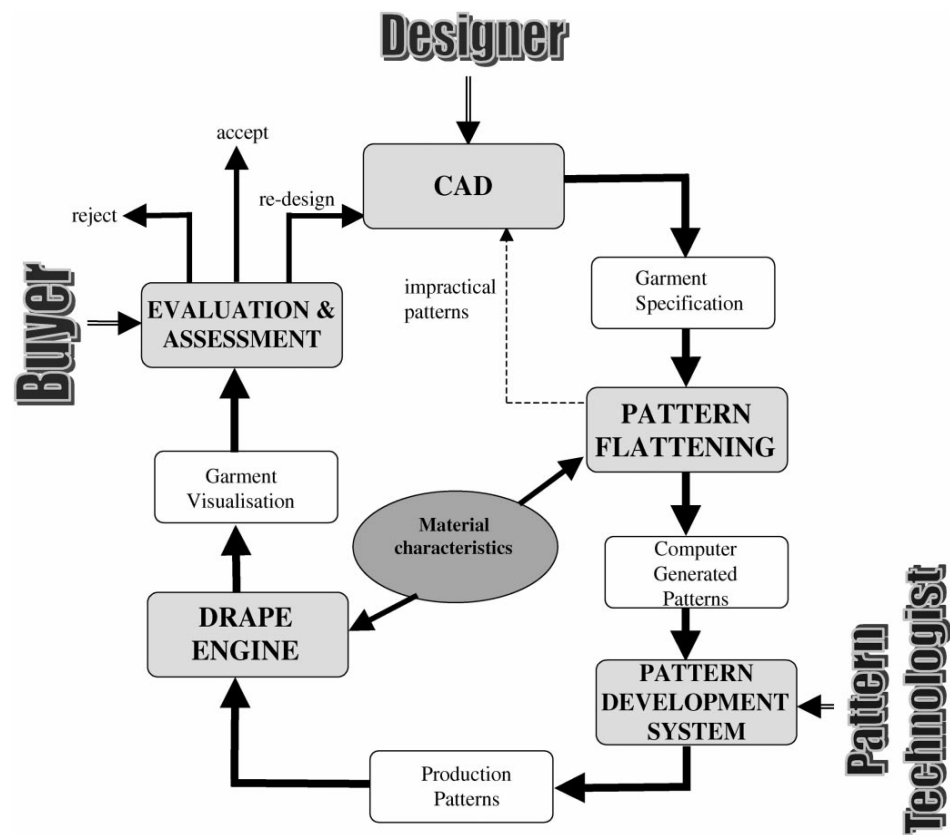 Designer
accept
CAD
re-design
reject
Garment
Specification
impractical
patterns
Buyer
EVALUATION &
ASSESSMENT
PATTERN
FLATTENING
Garment
Visualisation
Material
characteristics
Computer
Generated
Patterns
DRAPE
ENGINE
PATTERN
DEVELOPMENT
SYSTEM
Pattern
Technologist
Production
Patterns